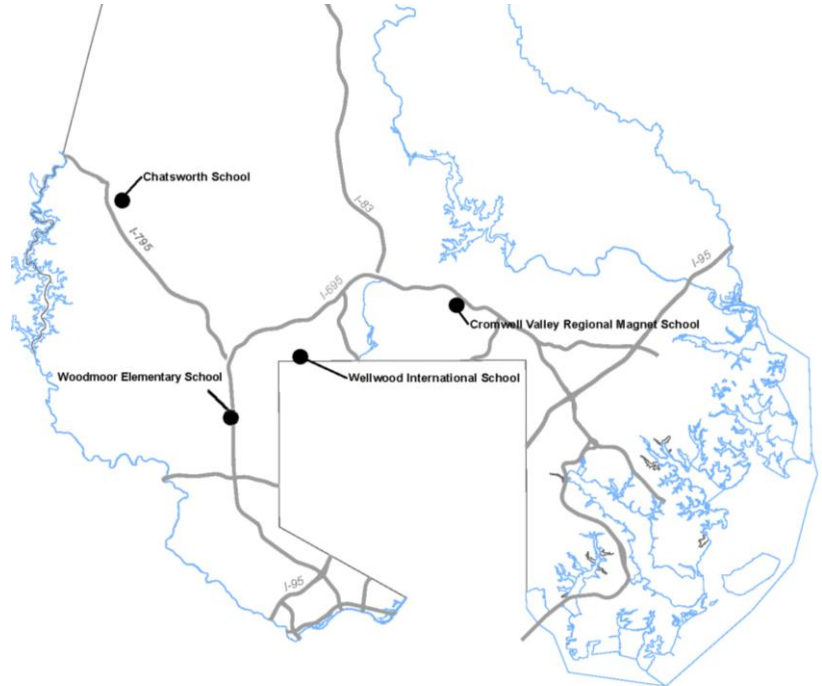 Chatsworth School
I-83
I-795
I-95
I-695
Cromwell Valley Regional Magnet School
Woodmoor Elementary School
Wellwood International School
I-95